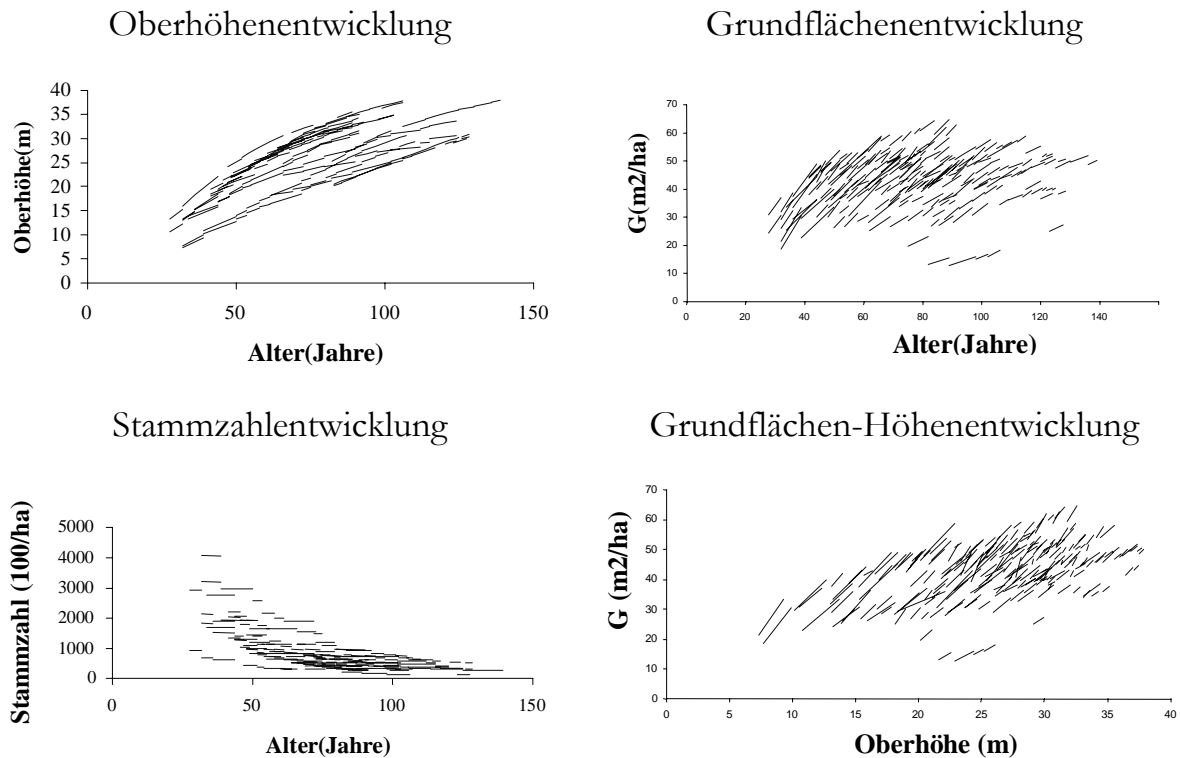 Oberhöhenentwicklung
Oberhöhe(m)
40
35
30
25
20
15
10
5
0
0 50 100 150
Alter(Jahre)
Grundflächenentwicklung
G(m2/ha)
70
60
50
40
30
20
10
0
0 20 40 60 80 100 120 140
Alter(Jahre)
Stammzahlentwicklung
Stammzahl (100/ha)
5000
4000
3000
2000
1000
0
0 50 100 150
Alter(Jahre)
Grundflächen-Höhenentwicklung
G (m2/ha)
70
60
50
40
30
20
10
0
0 5 10 15 20 25 30 35 40
Oberhöhe (m)